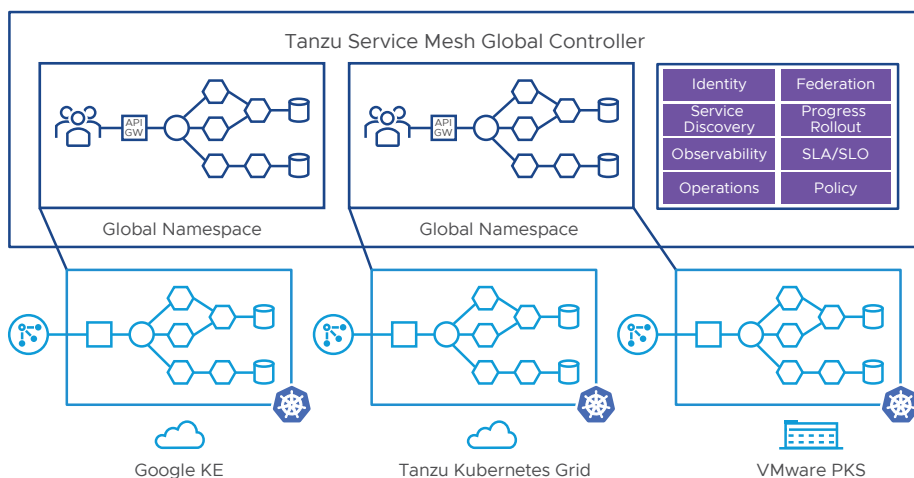 Tanzu Service Mesh Global Controller
API
GW
Global Namespace
API
GW
Global Namespace
Identity
Federation
Service
Discovery
Progress
Rollout
Observability
SLA/SLO
Operations
Policy
Google KE
Tanzu Kubernetes Grid
VMware PKS